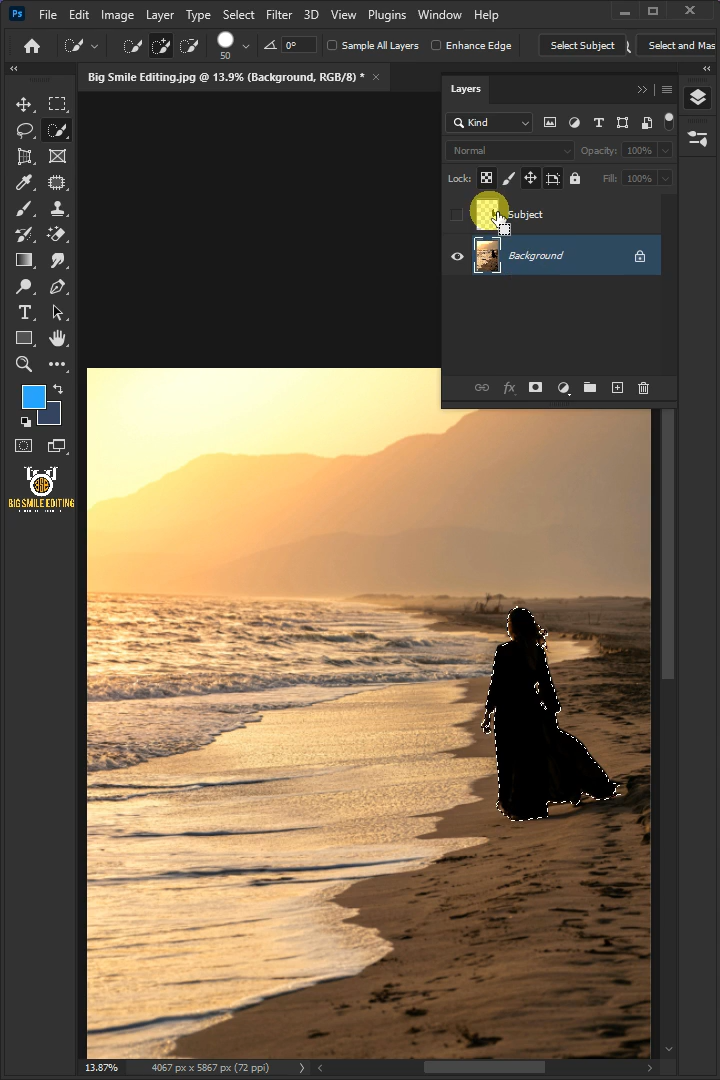 Ps File Edit Image Layer Type Select Filter 3D View Plugins Window Help
50 0° Sample All Layers Enhance Edge Select Subject Select and Mas
Big Smile Editing.jpg @ 13.9% (Background, RGB/8) * ×
Layers
Kind
Normal Opacity: 100%
Lock: Fill: 100%
Subject
Background
BIG SMILE EDITING
13.87% 4067 px x 5867 px (72 ppi)